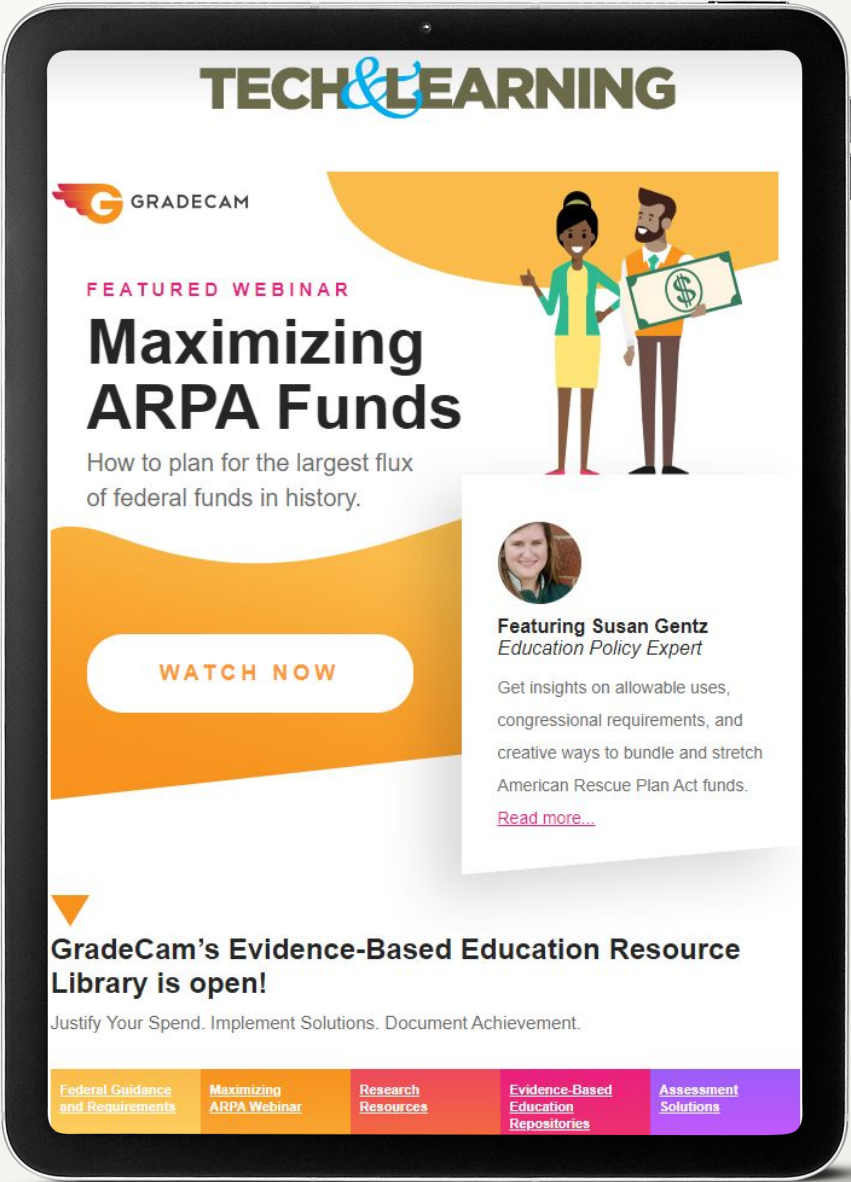 TECH&LEARNING
GRADECAM
FEATURED WEBINAR
Maximizing
ARPA Funds
How to plan for the largest flux
of federal funds in history.
WATCH NOW
Featuring Susan Gentz
Education Policy Expert
Get insights on allowable uses,
congressional requirements, and
creative ways to bundle and stretch
American Rescue Plan Act funds.
Read more...
GradeCam’s Evidence-Based Education Resource
Library is open!
Justify Your Spend. Implement Solutions. Document Achievement.
Federal Guidance
and Requirements
Maximizing
ARPA Webinar
Research
Resources
Evidence-Based
Education
Repositories
Assessment
Solutions